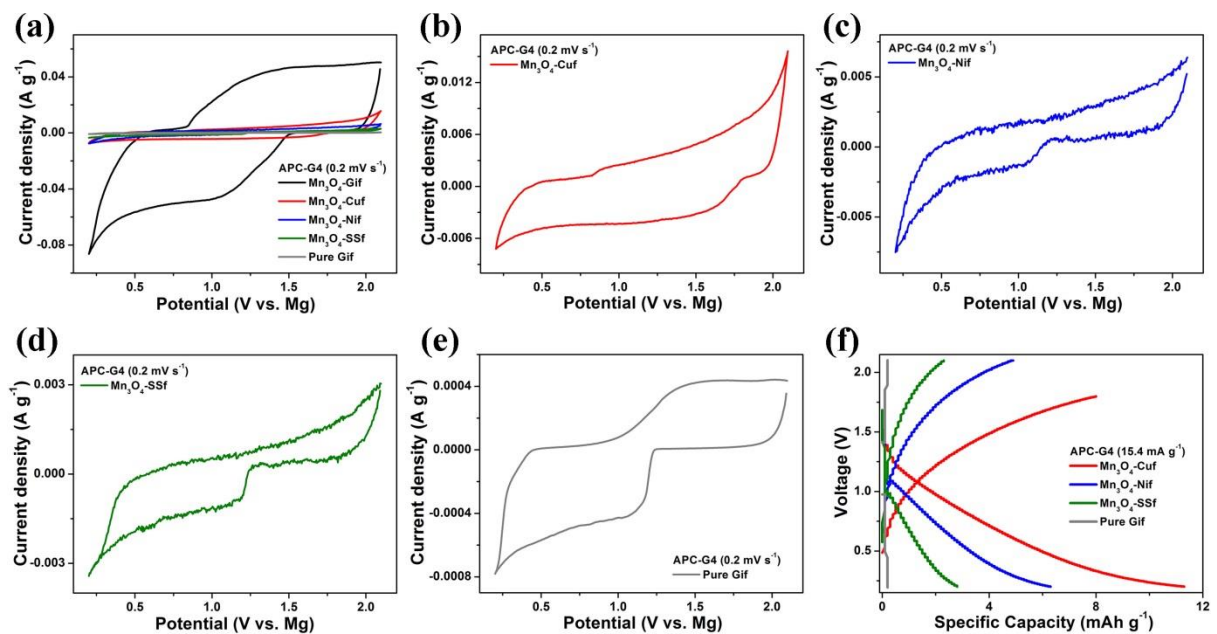 (a)
Current density (A g⁻¹)
0.04
0.00
-0.04
-0.08
APC-G4 (0.2 mV s⁻¹)
Mn₃O₄-Gif
Mn₃O₄-Cuf
Mn₃O₄-Nif
Mn₃O₄-SSf
Pure Gif
0.5 1.0 1.5 2.0
Potential (V vs. Mg)
(b)
APC-G4 (0.2 mV s⁻¹)
Mn₃O₄-Cuf
Current density (A g⁻¹)
0.012
0.006
0.000
-0.006
0.5 1.0 1.5 2.0
Potential (V vs. Mg)
(c)
APC-G4 (0.2 mV s⁻¹)
Mn₃O₄-Nif
Current density (A g⁻¹)
0.005
0.000
-0.005
0.5 1.0 1.5 2.0
Potential (V vs. Mg)
(d)
APC-G4 (0.2 mV s⁻¹)
Mn₃O₄-SSf
Current density (A g⁻¹)
0.003
0.000
-0.003
0.5 1.0 1.5 2.0
Potential (V vs. Mg)
(e)
Current density (A g⁻¹)
0.0004
0.0000
-0.0004
-0.0008
APC-G4 (0.2 mV s⁻¹)
Pure Gif
0.5 1.0 1.5 2.0
Potential (V vs. Mg)
(f)
Voltage (V)
2.0
1.5
1.0
0.5
APC-G4 (15.4 mA g⁻¹)
Mn₃O₄-Cuf
Mn₃O₄-Nif
Mn₃O₄-SSf
Pure Gif
0 4 8 12
Specific Capacity (mAh g⁻¹)